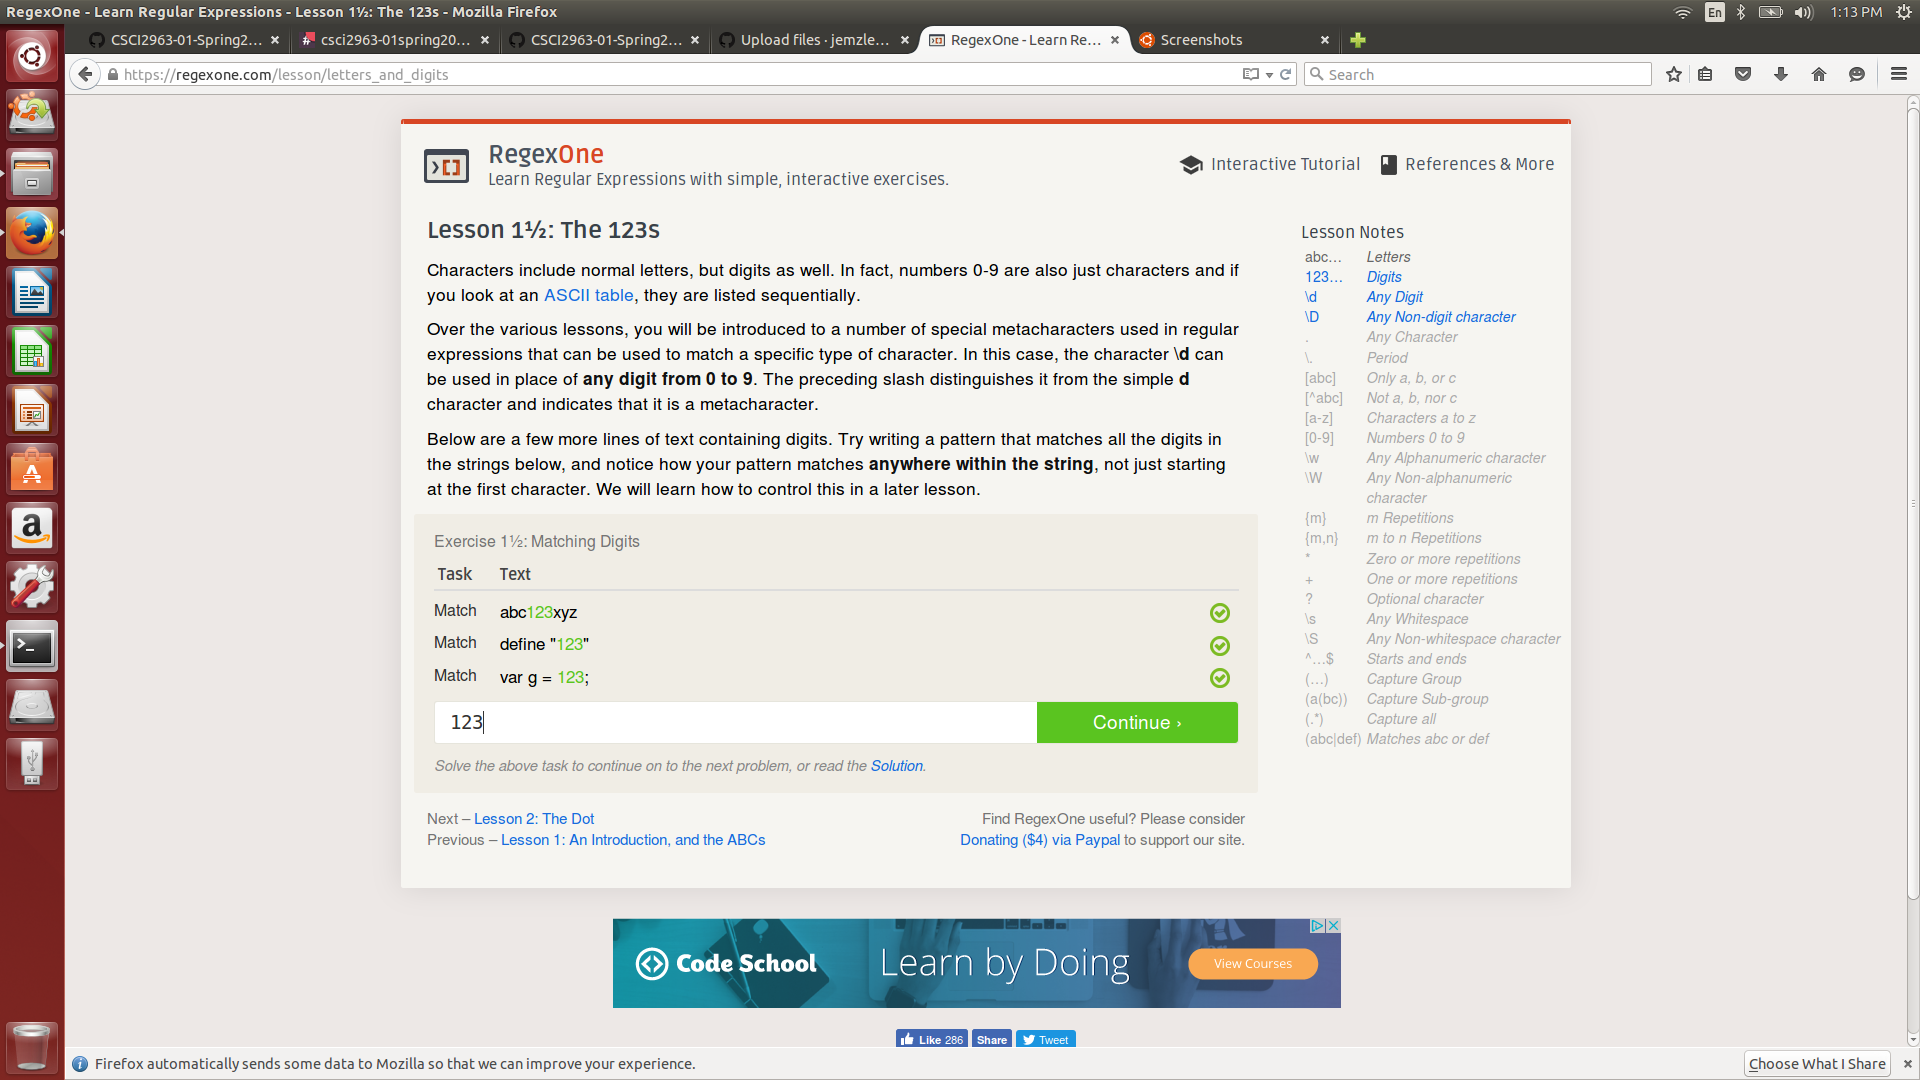 RegexOne - Learn Regular Expressions - Lesson 1½: The 123s - Mozilla Firefox
En
1:13 PM
CSCI2963-01-Spring2...
csci2963-01spring20...
CSCI2963-01-Spring2...
Upload files · jemzle...
RegexOne - Learn Re...
Screenshots
https://regexone.com/lesson/letters_and_digits
Search
RegexOne
Learn Regular Expressions with simple, interactive exercises.
Interactive Tutorial
References & More
Lesson 1½: The 123s
Characters include normal letters, but digits as well. In fact, numbers 0-9 are also just characters and if
you look at an ASCII table, they are listed sequentially.
Over the various lessons, you will be introduced to a number of special metacharacters used in regular
expressions that can be used to match a specific type of character. In this case, the character \d can
be used in place of any digit from 0 to 9. The preceding slash distinguishes it from the simple d
character and indicates that it is a metacharacter.
Below are a few more lines of text containing digits. Try writing a pattern that matches all the digits in
the strings below, and notice how your pattern matches anywhere within the string, not just starting
at the first character. We will learn how to control this in a later lesson.
Exercise 1½: Matching Digits
Task Text
Match abc123xyz
Match define "123"
Match var g = 123;
123
Continue ›
Solve the above task to continue on to the next problem, or read the Solution.
Next – Lesson 2: The Dot
Previous – Lesson 1: An Introduction, and the ABCs
Find RegexOne useful? Please consider
Donating ($4) via Paypal to support our site.
Lesson Notes
abc… Letters
123… Digits
\d Any Digit
\D Any Non-digit character
. Any Character
\. Period
[abc] Only a, b, or c
[^abc] Not a, b, nor c
[a-z] Characters a to z
[0-9] Numbers 0 to 9
\w Any Alphanumeric character
\W Any Non-alphanumeric
character
{m} m Repetitions
{m,n} m to n Repetitions
* Zero or more repetitions
+ One or more repetitions
? Optional character
\s Any Whitespace
\S Any Non-whitespace character
^…$ Starts and ends
(…) Capture Group
(a(bc)) Capture Sub-group
(.*) Capture all
(abc|def) Matches abc or def
Code School
Learn by Doing
View Courses
Like 286
Share
Tweet
Firefox automatically sends some data to Mozilla so that we can improve your experience.
Choose What I Share